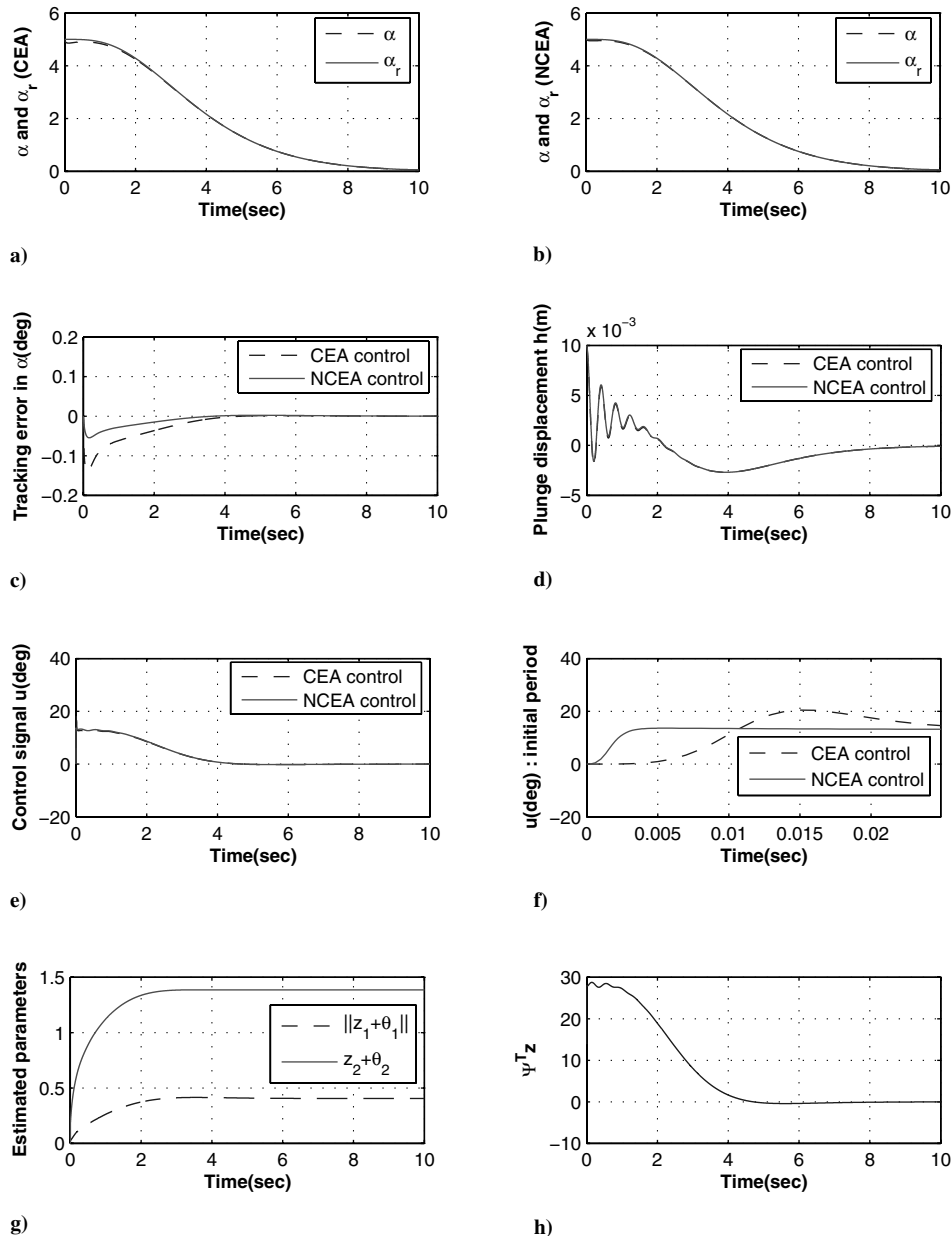 6
4
2
0
0
2
4
6
8
10
α and α_r (CEA)
Time(sec)
α
α_r
a)
6
4
2
0
0
2
4
6
8
10
α and α_r (NCEA)
Time(sec)
α
α_r
b)
0.2
0.1
0
−0.1
−0.2
0
2
4
6
8
10
Tracking error in α(deg)
Time(sec)
CEA control
NCEA control
c)
x 10^-3
10
5
0
−5
0
2
4
6
8
10
Plunge displacement h(m)
Time(sec)
CEA control
NCEA control
d)
40
20
0
−20
0
2
4
6
8
10
Control signal u(deg)
Time(sec)
CEA control
NCEA control
e)
40
20
0
−20
0
0.005
0.01
0.015
0.02
u(deg) : initial period
Time(sec)
CEA control
NCEA control
f)
1.5
1
0.5
0
0
2
4
6
8
10
Estimated parameters
Time(sec)
||z_1+θ_1||
z_2+θ_2
g)
30
20
10
0
−10
0
2
4
6
8
10
Ψ^T z
Time(sec)
h)